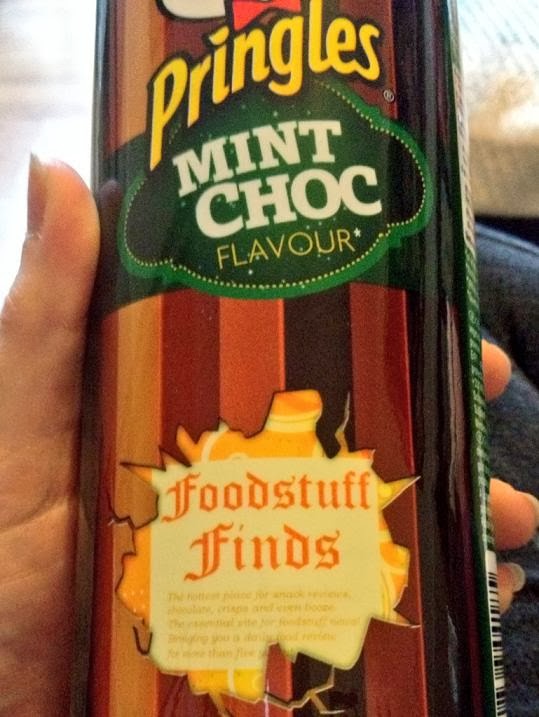 Pringles
®
MINT
CHOC
FLAVOUR*
Foodstuff
Finds
The hottest place for snack reviews,
chocolate, crisps and even booze.
The essential site for foodstuff news!
Bringing you a daily food review
for more than five